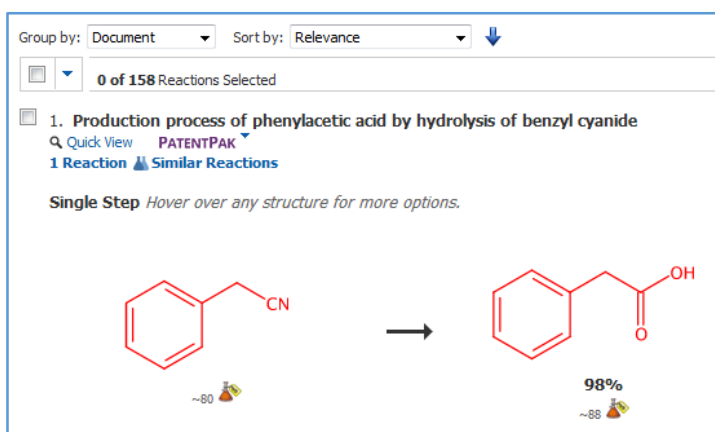 Group by: Document Sort by: Relevance
0 of 158 Reactions Selected
1. Production process of phenylacetic acid by hydrolysis of benzyl cyanide
Quick View PATENTPAK
1 Reaction Similar Reactions
Single Step Hover over any structure for more options.
CN
OH
O
98%
~80
~88